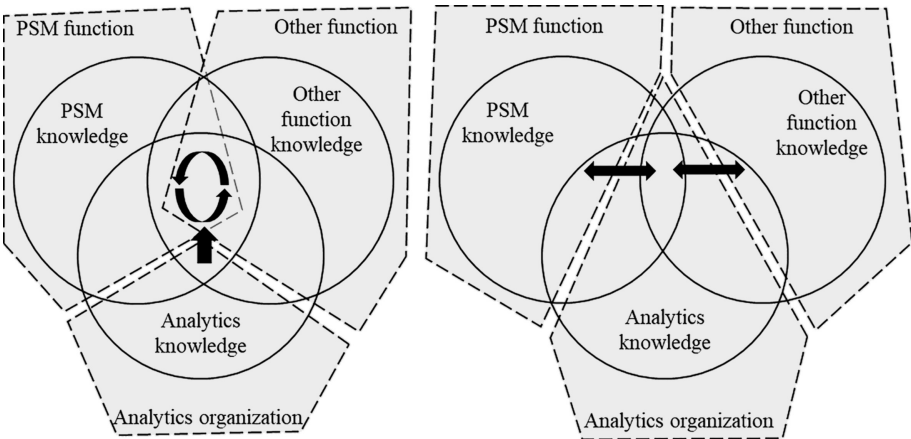 PSM function
Other function
PSM
knowledge
Other
function
knowledge
Analytics
knowledge
Analytics organization
PSM function
Other function
PSM
knowledge
Other
function
knowledge
Analytics
knowledge
Analytics organization